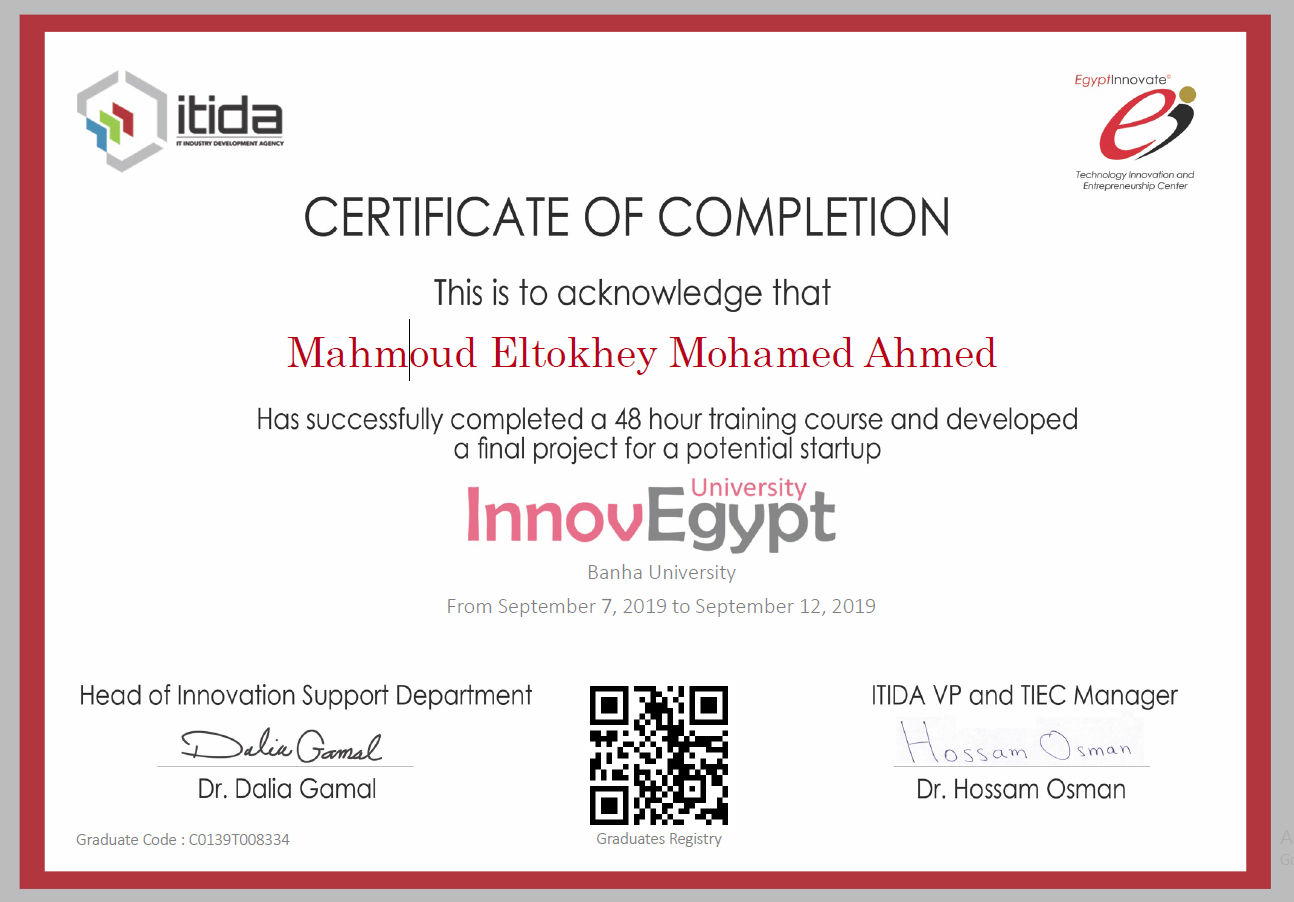 itida
IT INDUSTRY DEVELOPMENT AGENCY
EgyptInnovate®
Technology Innovation and
Entrepreneurship Center
CERTIFICATE OF COMPLETION
This is to acknowledge that
Mahmoud Eltokhey Mohamed Ahmed
Has successfully completed a 48 hour training course and developed
a final project for a potential startup
University
InnovEgypt
Banha University
From September 7, 2019 to September 12, 2019
Head of Innovation Support Department
Dalia Gamal
Dr. Dalia Gamal
Graduate Code : C0139T008334
Graduates Registry
ITIDA VP and TIEC Manager
Hossam Osman
Dr. Hossam Osman